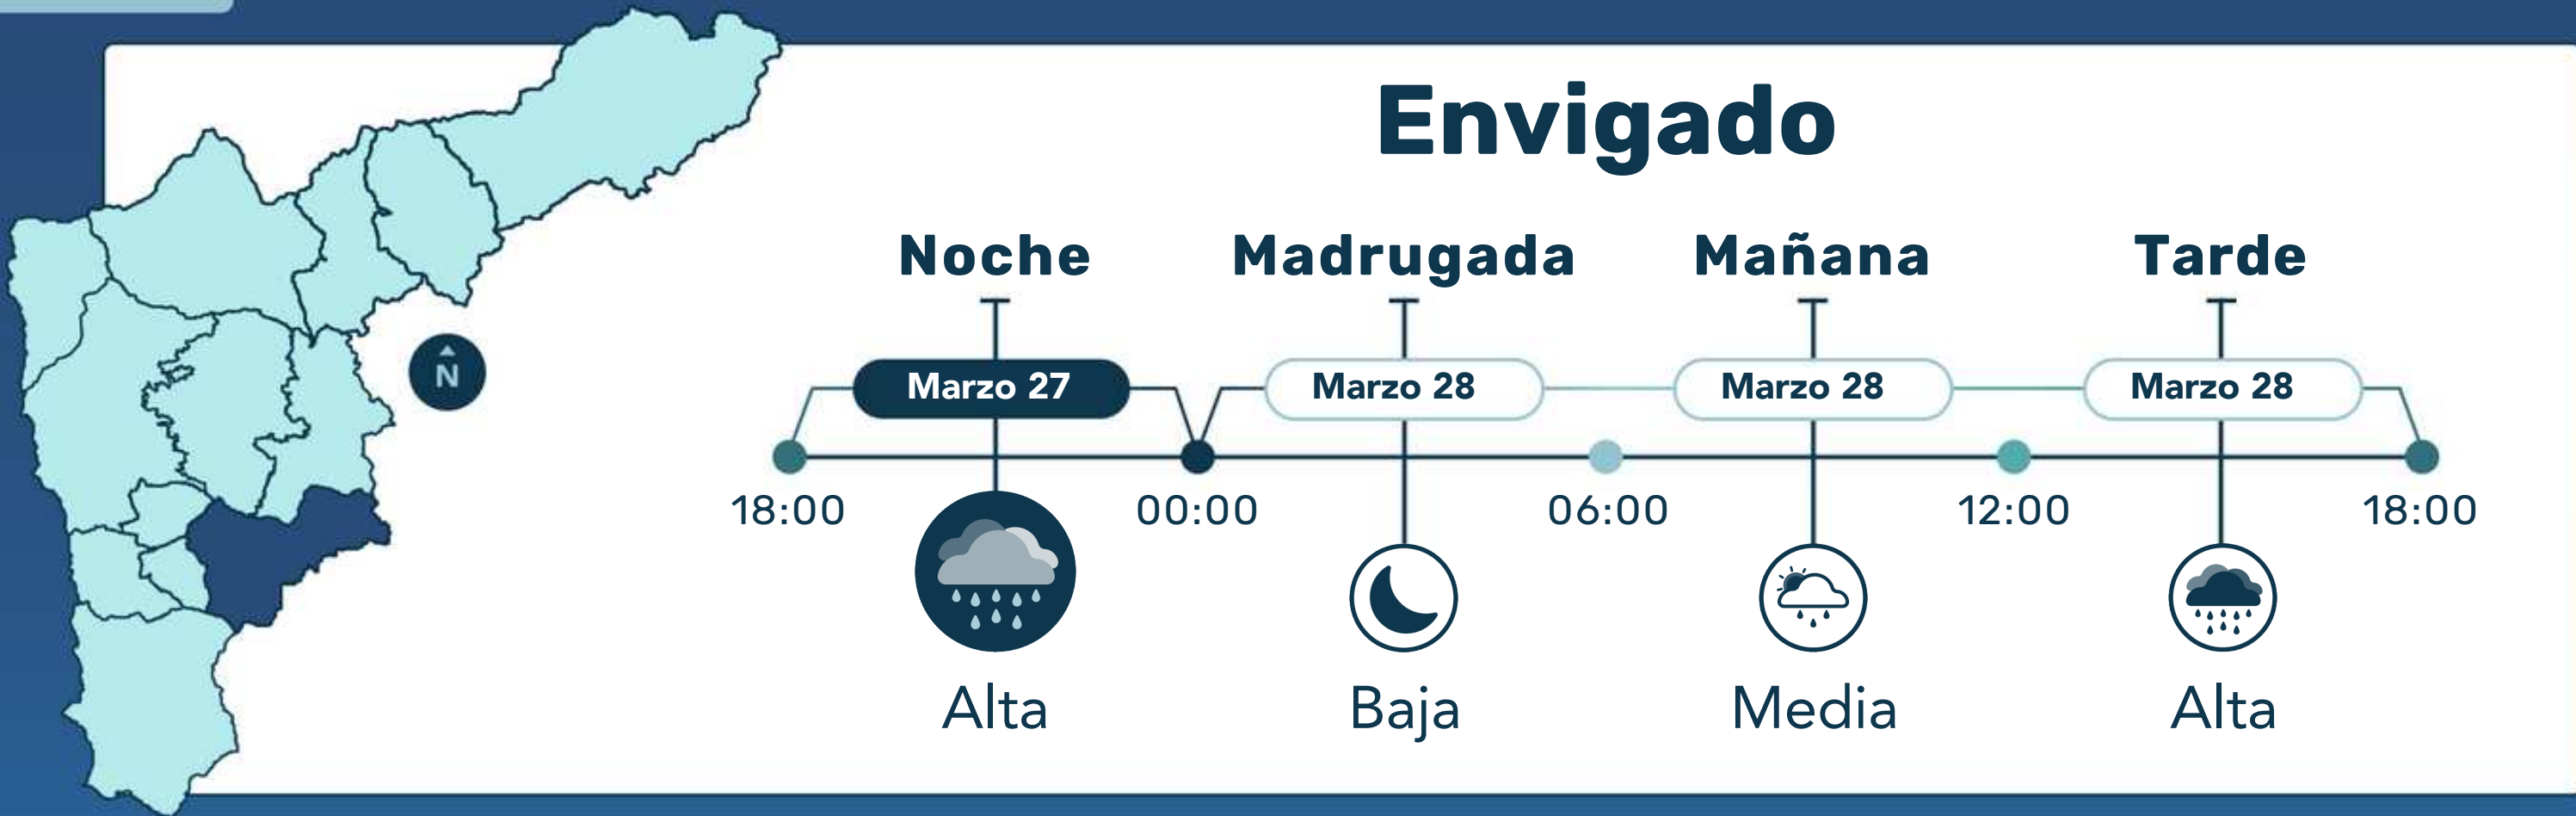 Envigado
Noche Madrugada Mañana Tarde
N
Marzo 27 Marzo 28 Marzo 28 Marzo 28
18:00 00:00 06:00 12:00 18:00
Alta Baja Media Alta